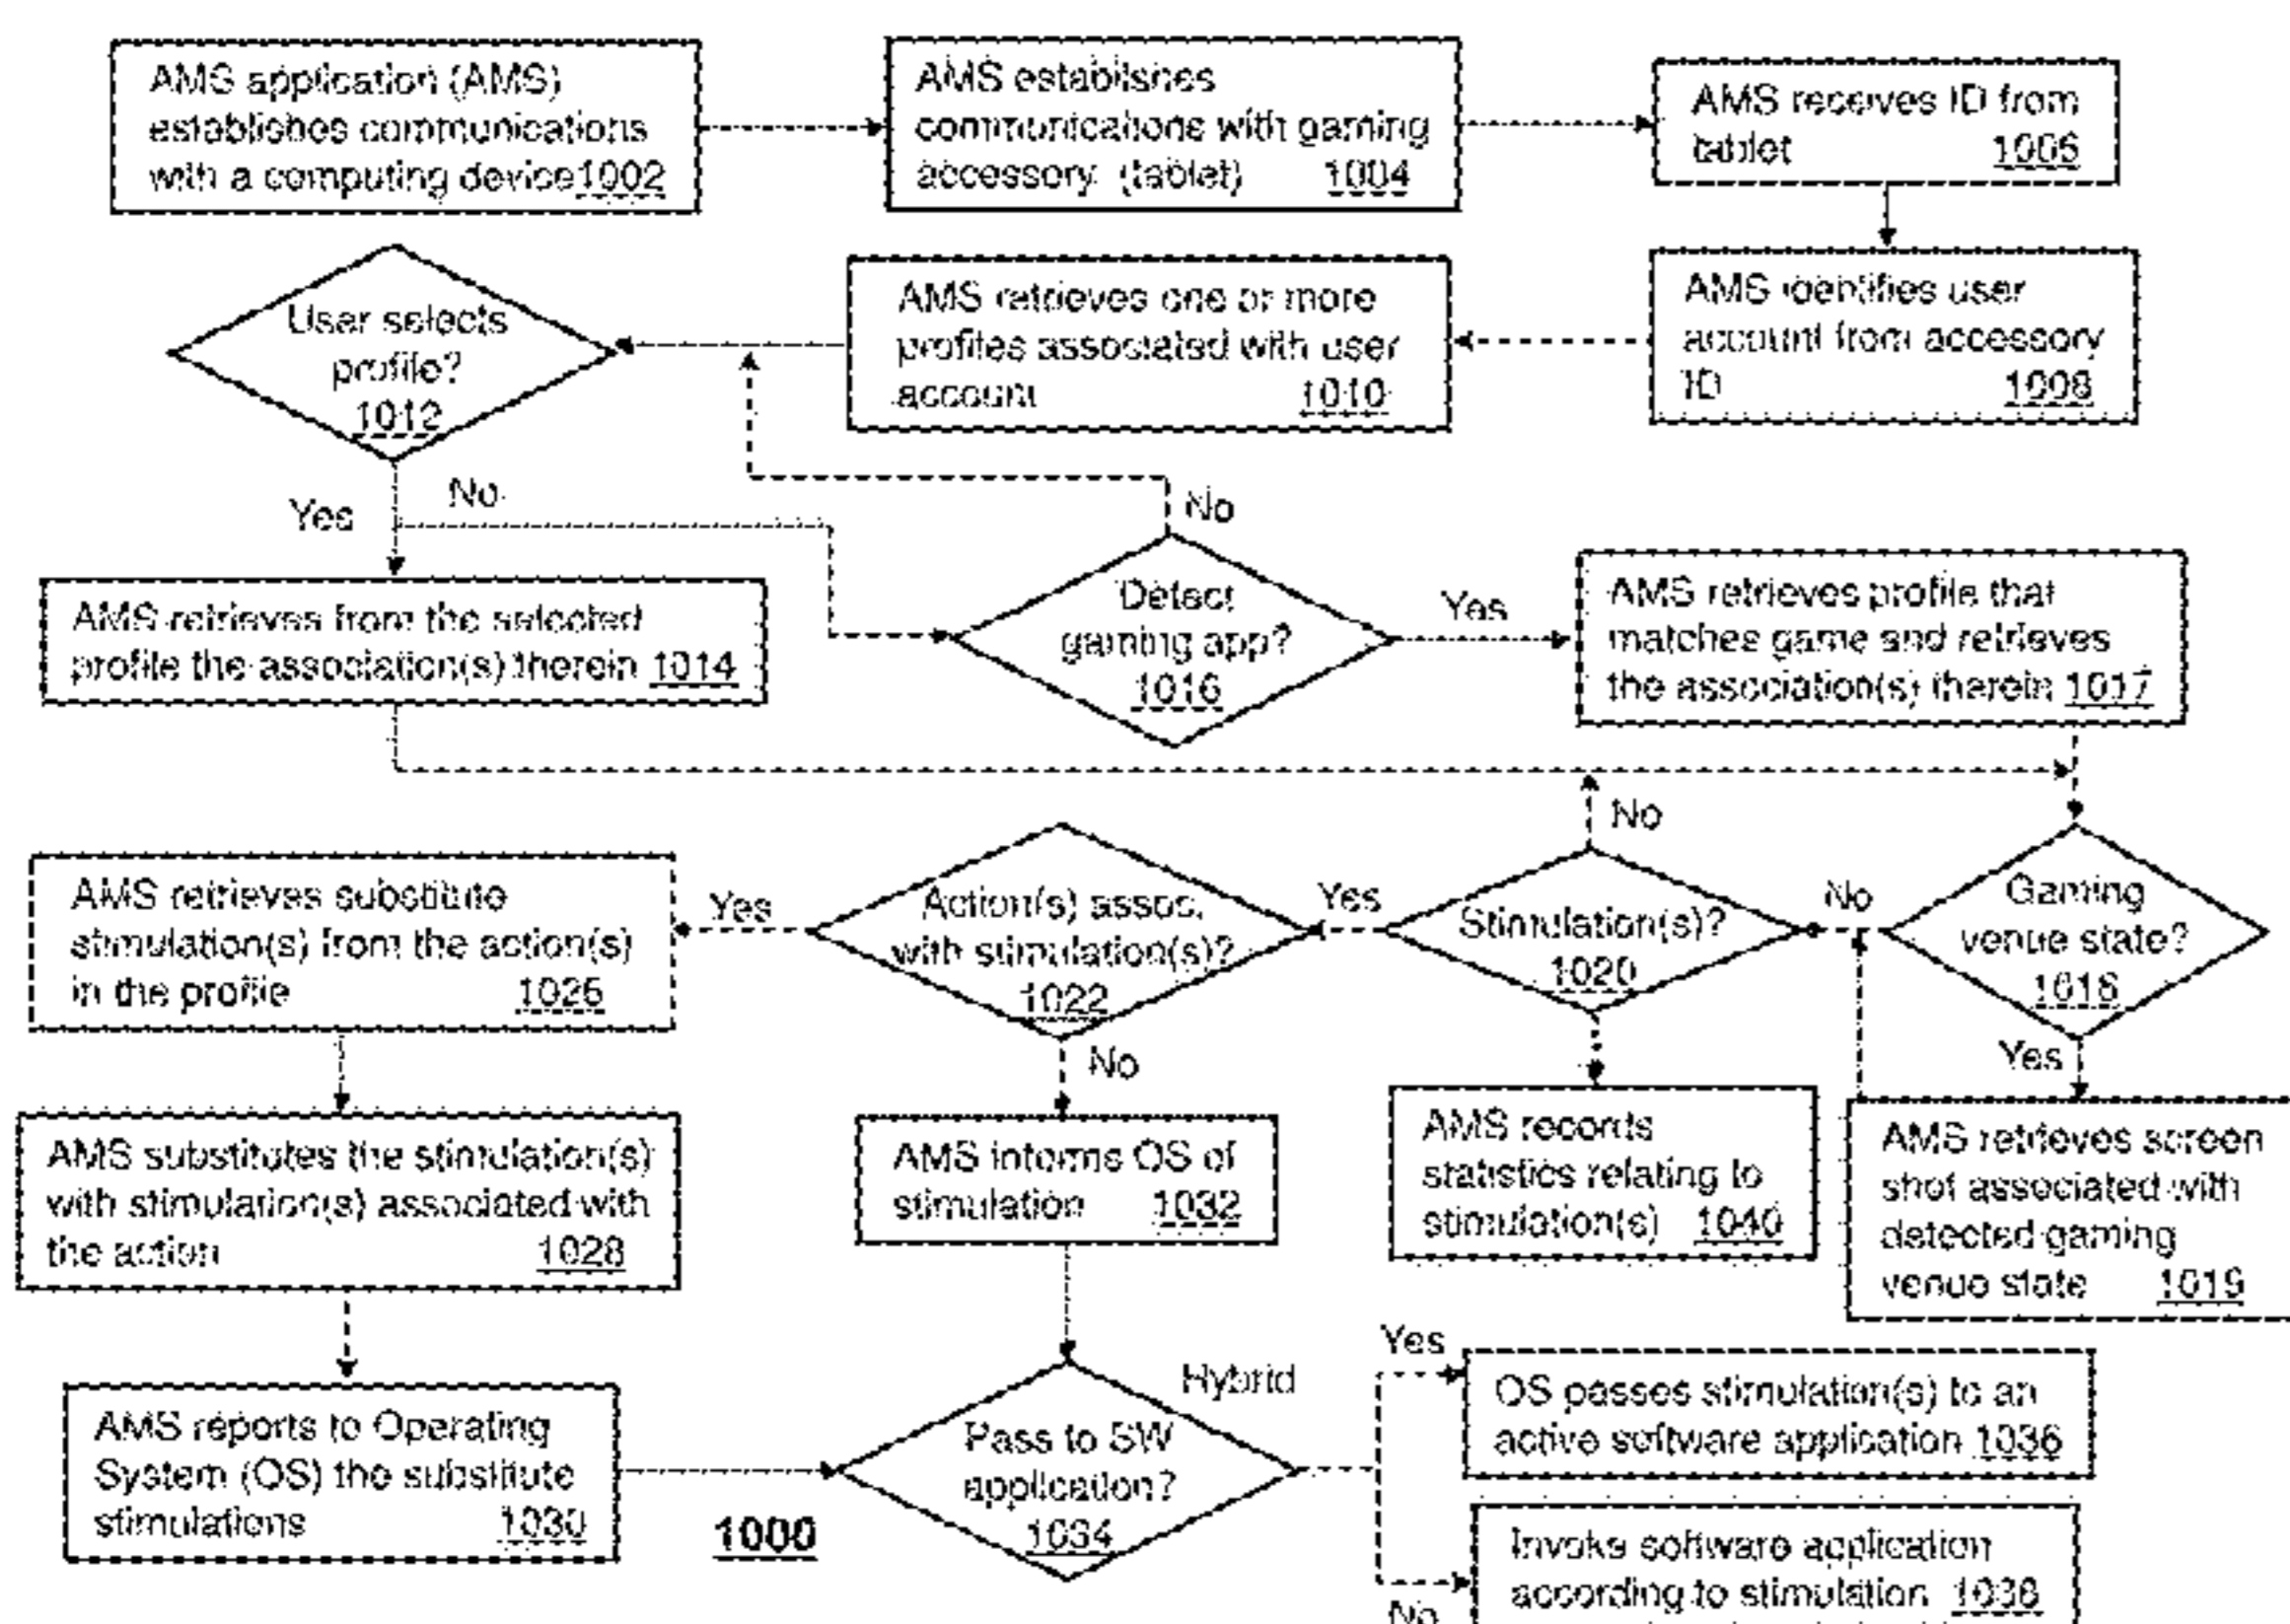 AMS application (AMS)
establishes communications
with a computing device 1002
AMS establishes
communications with gaming
accessory (tablet) 1004
AMS receives ID from
tablet 1006
User selects
profile?
1012
AMS retrieves one or more
profiles associated with user
account 1010
AMS identifies user
account from accessory
ID 1008
Yes
No
No
AMS retrieves from the selected
profile the association(s) therein 1014
Detect
gaming app?
1016
Yes
AMS retrieves profile that
matches game and retrieves
the association(s) therein 1017
No
AMS retrieves substitute
stimulation(s) from the action(s)
in the profile 1026
Yes
Action(s) assoc.
with stimulation(s)?
1022
Yes
Stimulation(s)?
1020
No
Gaming
venue state?
1018
No
Yes
AMS substitutes the stimulation(s)
with stimulation(s) associated with
the action 1028
AMS informs OS of
stimulation 1032
AMS records
statistics relating to
stimulation(s) 1040
AMS retrieves screen
shot associated with
detected gaming
venue state 1019
AMS reports to Operating
System (OS) the substitute
stimulations 1030
1000
Pass to SW
application?
1034
Hybrid
Yes
OS passes stimulation(s) to an
active software application 1036
No
Invoke software application
according to stimulation 1038